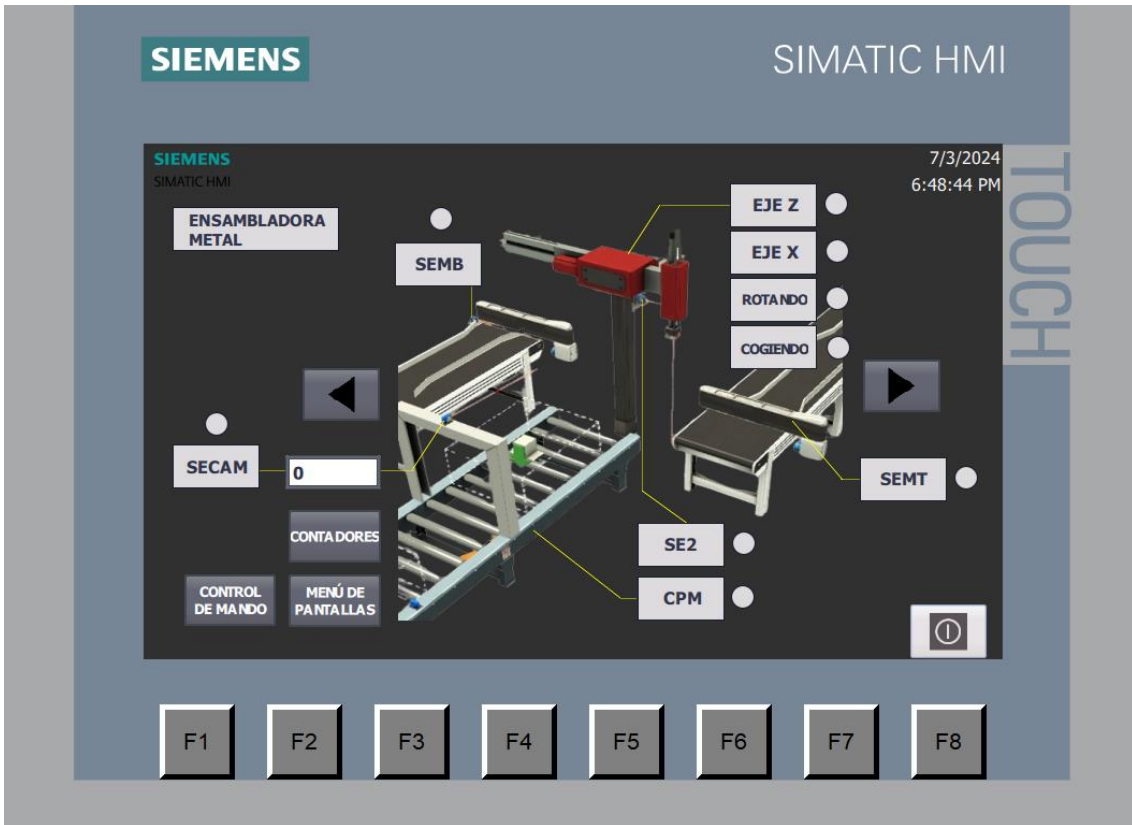 SIEMENS
SIMATIC HMI
TOUCH
SIEMENS
SIMATIC HMI
7/3/2024
6:48:44 PM
ENSAMBLADORA
METAL
SEMB
EJE Z
EJE X
ROTANDO
COGIENDO
SECAM
0
SEMT
CONTADORES
SE2
CONTROL
DE MANDO
MENÚ DE
PANTALLAS
CPM
F1
F2
F3
F4
F5
F6
F7
F8